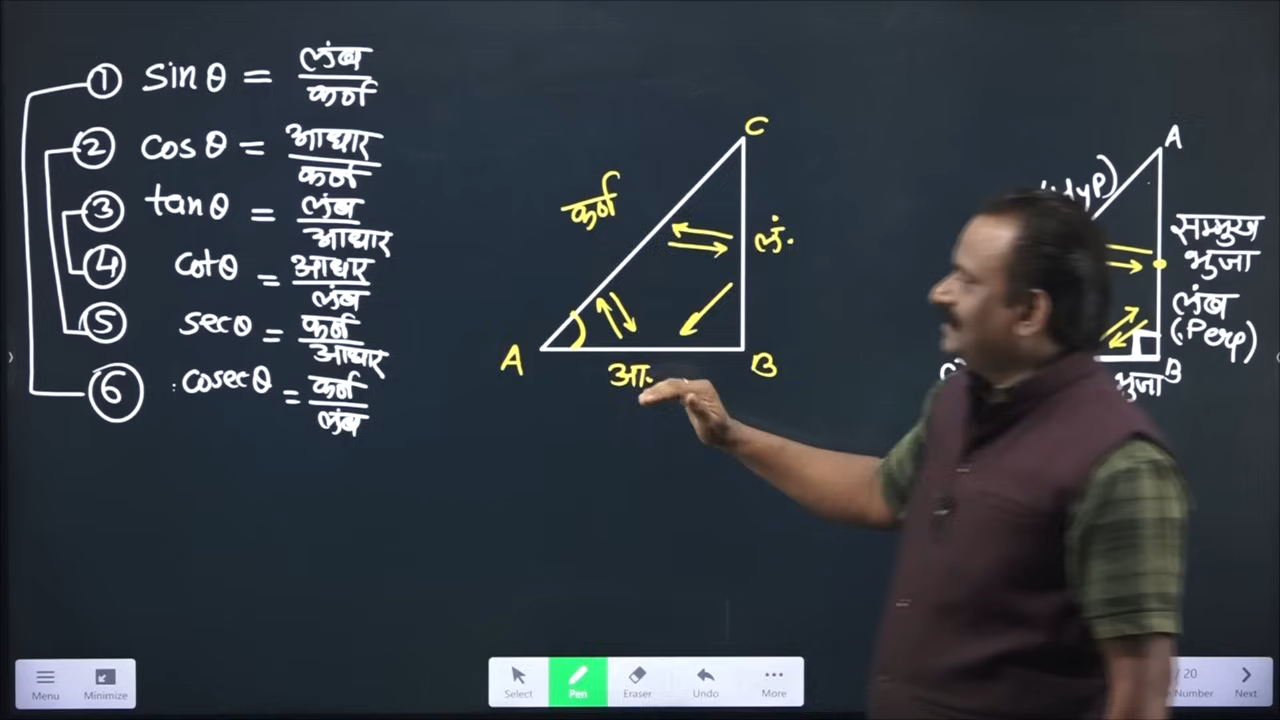 ① sinθ = लंब/कर्ण
② cosθ = आधार/कर्ण
③ tanθ = लंब/आधार
④ cotθ = आधार/लंब
⑤ secθ = कर्ण/आधार
⑥ cosecθ = कर्ण/लंब
C
कर्ण
लं.
A
आ.
B
A
सम्मुख
भुजा
लंब
(Perp)
B
भुजा
Menu
Minimize
Select
Pen
Eraser
Undo
More
/ 20
Number
Next